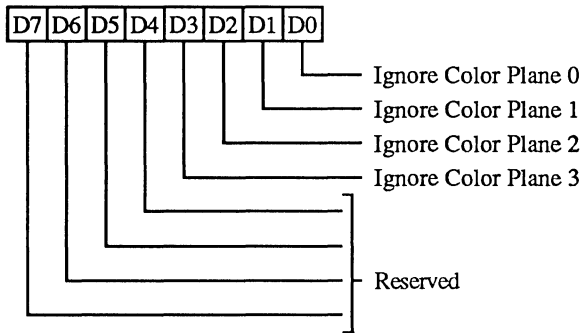 D7 D6 D5 D4 D3 D2 D1 D0
Ignore Color Plane 0
Ignore Color Plane 1
Ignore Color Plane 2
Ignore Color Plane 3
Reserved